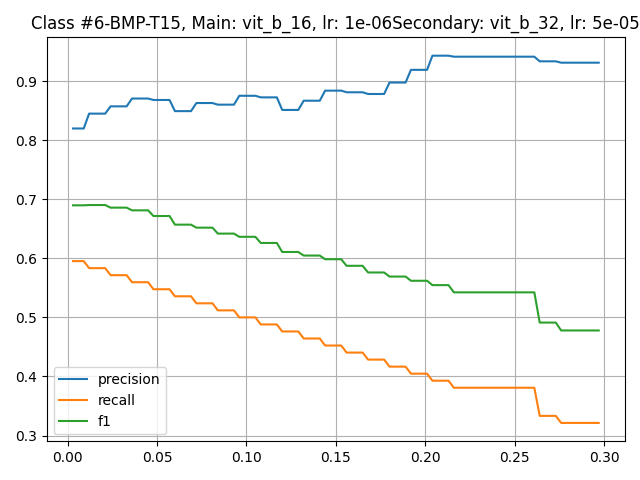 Class #6-BMP-T15, Main: vit_b_16, lr: 1e-06Secondary: vit_b_32, lr: 5e-05
0.9
0.8
0.7
0.6
0.5
0.4
0.3
precision
recall
f1
0.00 0.05 0.10 0.15 0.20 0.25 0.30